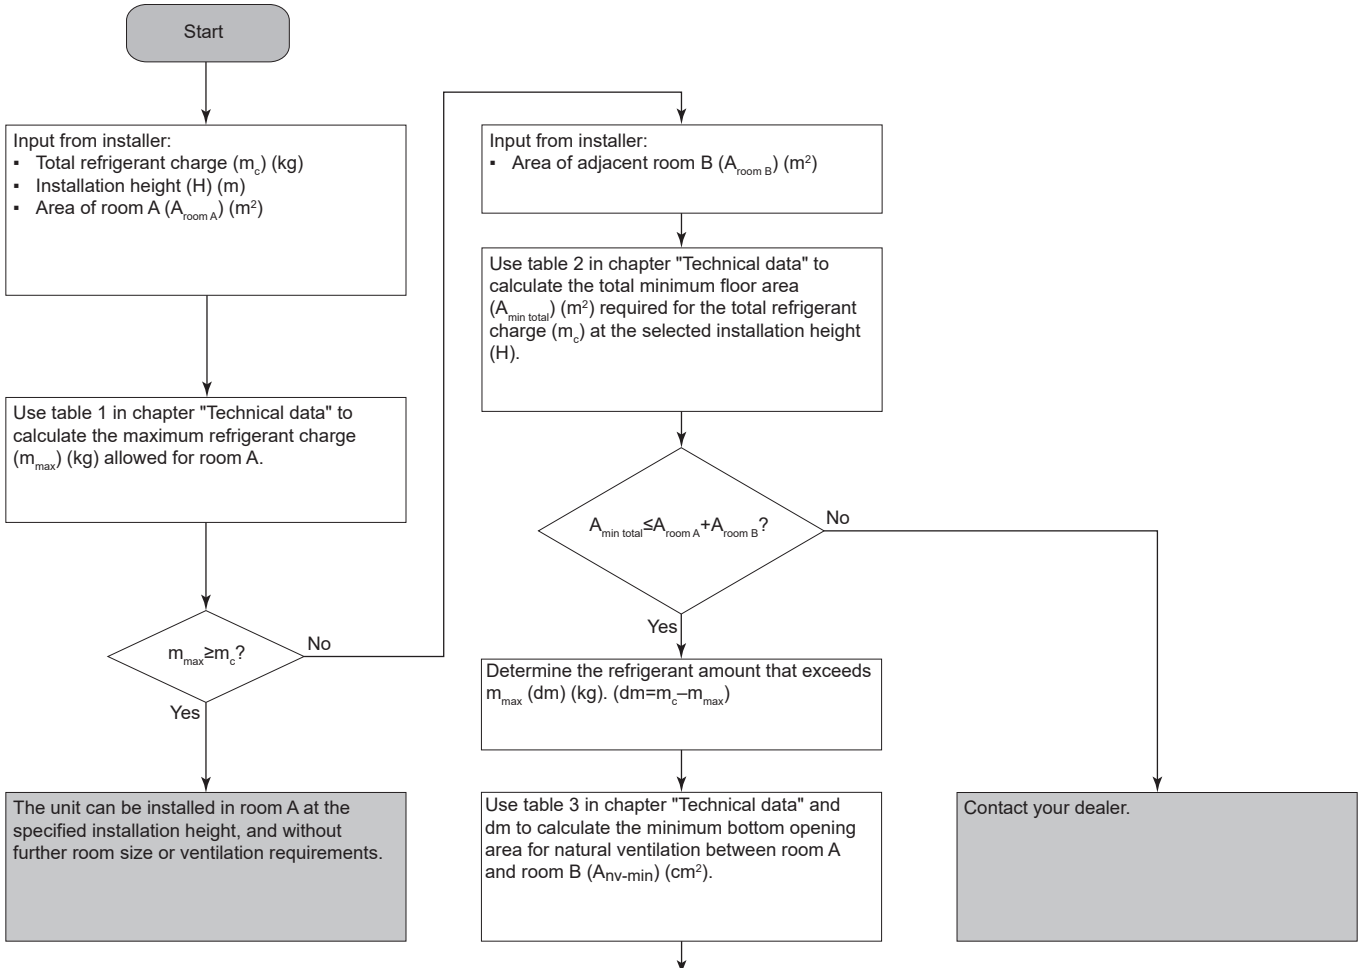 Start
Input from installer:
▪ Total refrigerant charge (mc) (kg)
▪ Installation height (H) (m)
▪ Area of room A (Aroom A) (m²)
Use table 1 in chapter "Technical data" to
calculate the maximum refrigerant charge
(mmax) (kg) allowed for room A.
mmax≥mc?
No
Yes
The unit can be installed in room A at the
specified installation height, and without
further room size or ventilation requirements.
Input from installer:
▪ Area of adjacent room B (Aroom B) (m²)
Use table 2 in chapter "Technical data" to
calculate the total minimum floor area
(Amin total) (m²) required for the total refrigerant
charge (mc) at the selected installation height
(H).
Amin total≤Aroom A+Aroom B?
No
Yes
Determine the refrigerant amount that exceeds
mmax (dm) (kg). (dm=mc–mmax)
Use table 3 in chapter "Technical data" and
dm to calculate the minimum bottom opening
area for natural ventilation between room A
and room B (Anv-min) (cm²).
Contact your dealer.